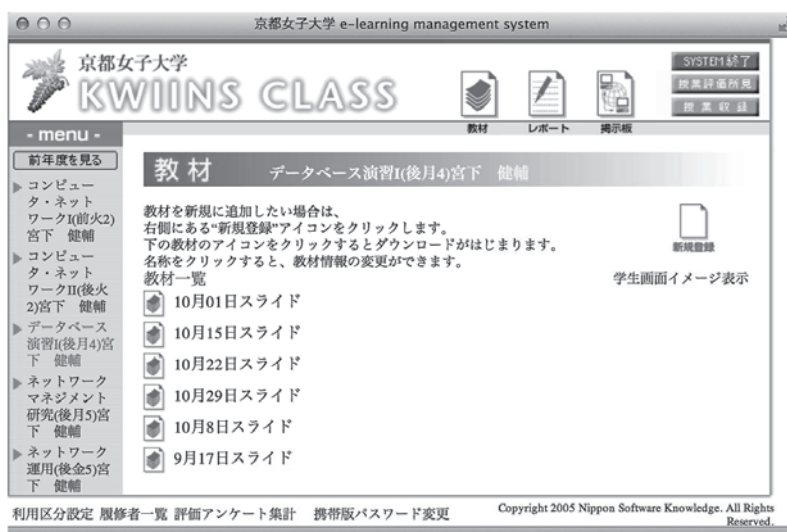 京都女子大学 e-learning management system
京都女子大学
KWIINS CLASS
教材
レポート
掲示板
SYSTEM終了
授業評価所見
授業収録
- menu -
前年度を見る
コンピュー
タ・ネット
ワークI(前火2)
宮下 健輔
コンピュー
タ・ネット
ワークII(後火
2)宮下 健輔
データベース
演習I(後月4)宮
下 健輔
ネットワーク
マネジメント
研究(後月5)宮
下 健輔
ネットワーク
運用(後金5)宮
下 健輔
教材 データベース演習I(後月4)宮下 健輔
教材を新規に追加したい場合は、
右側にある“新規登録”アイコンをクリックします。
下の教材のアイコンをクリックするとダウンロードがはじまります。
名称をクリックすると、教材情報の変更ができます。
新規登録
教材一覧
学生画面イメージ表示
10月01日スライド
10月15日スライド
10月22日スライド
10月29日スライド
10月8日スライド
9月17日スライド
利用区分設定 履修者一覧 評価アンケート集計 携帯版パスワード変更
Copyright 2005 Nippon Software Knowledge. All Rights
Reserved.